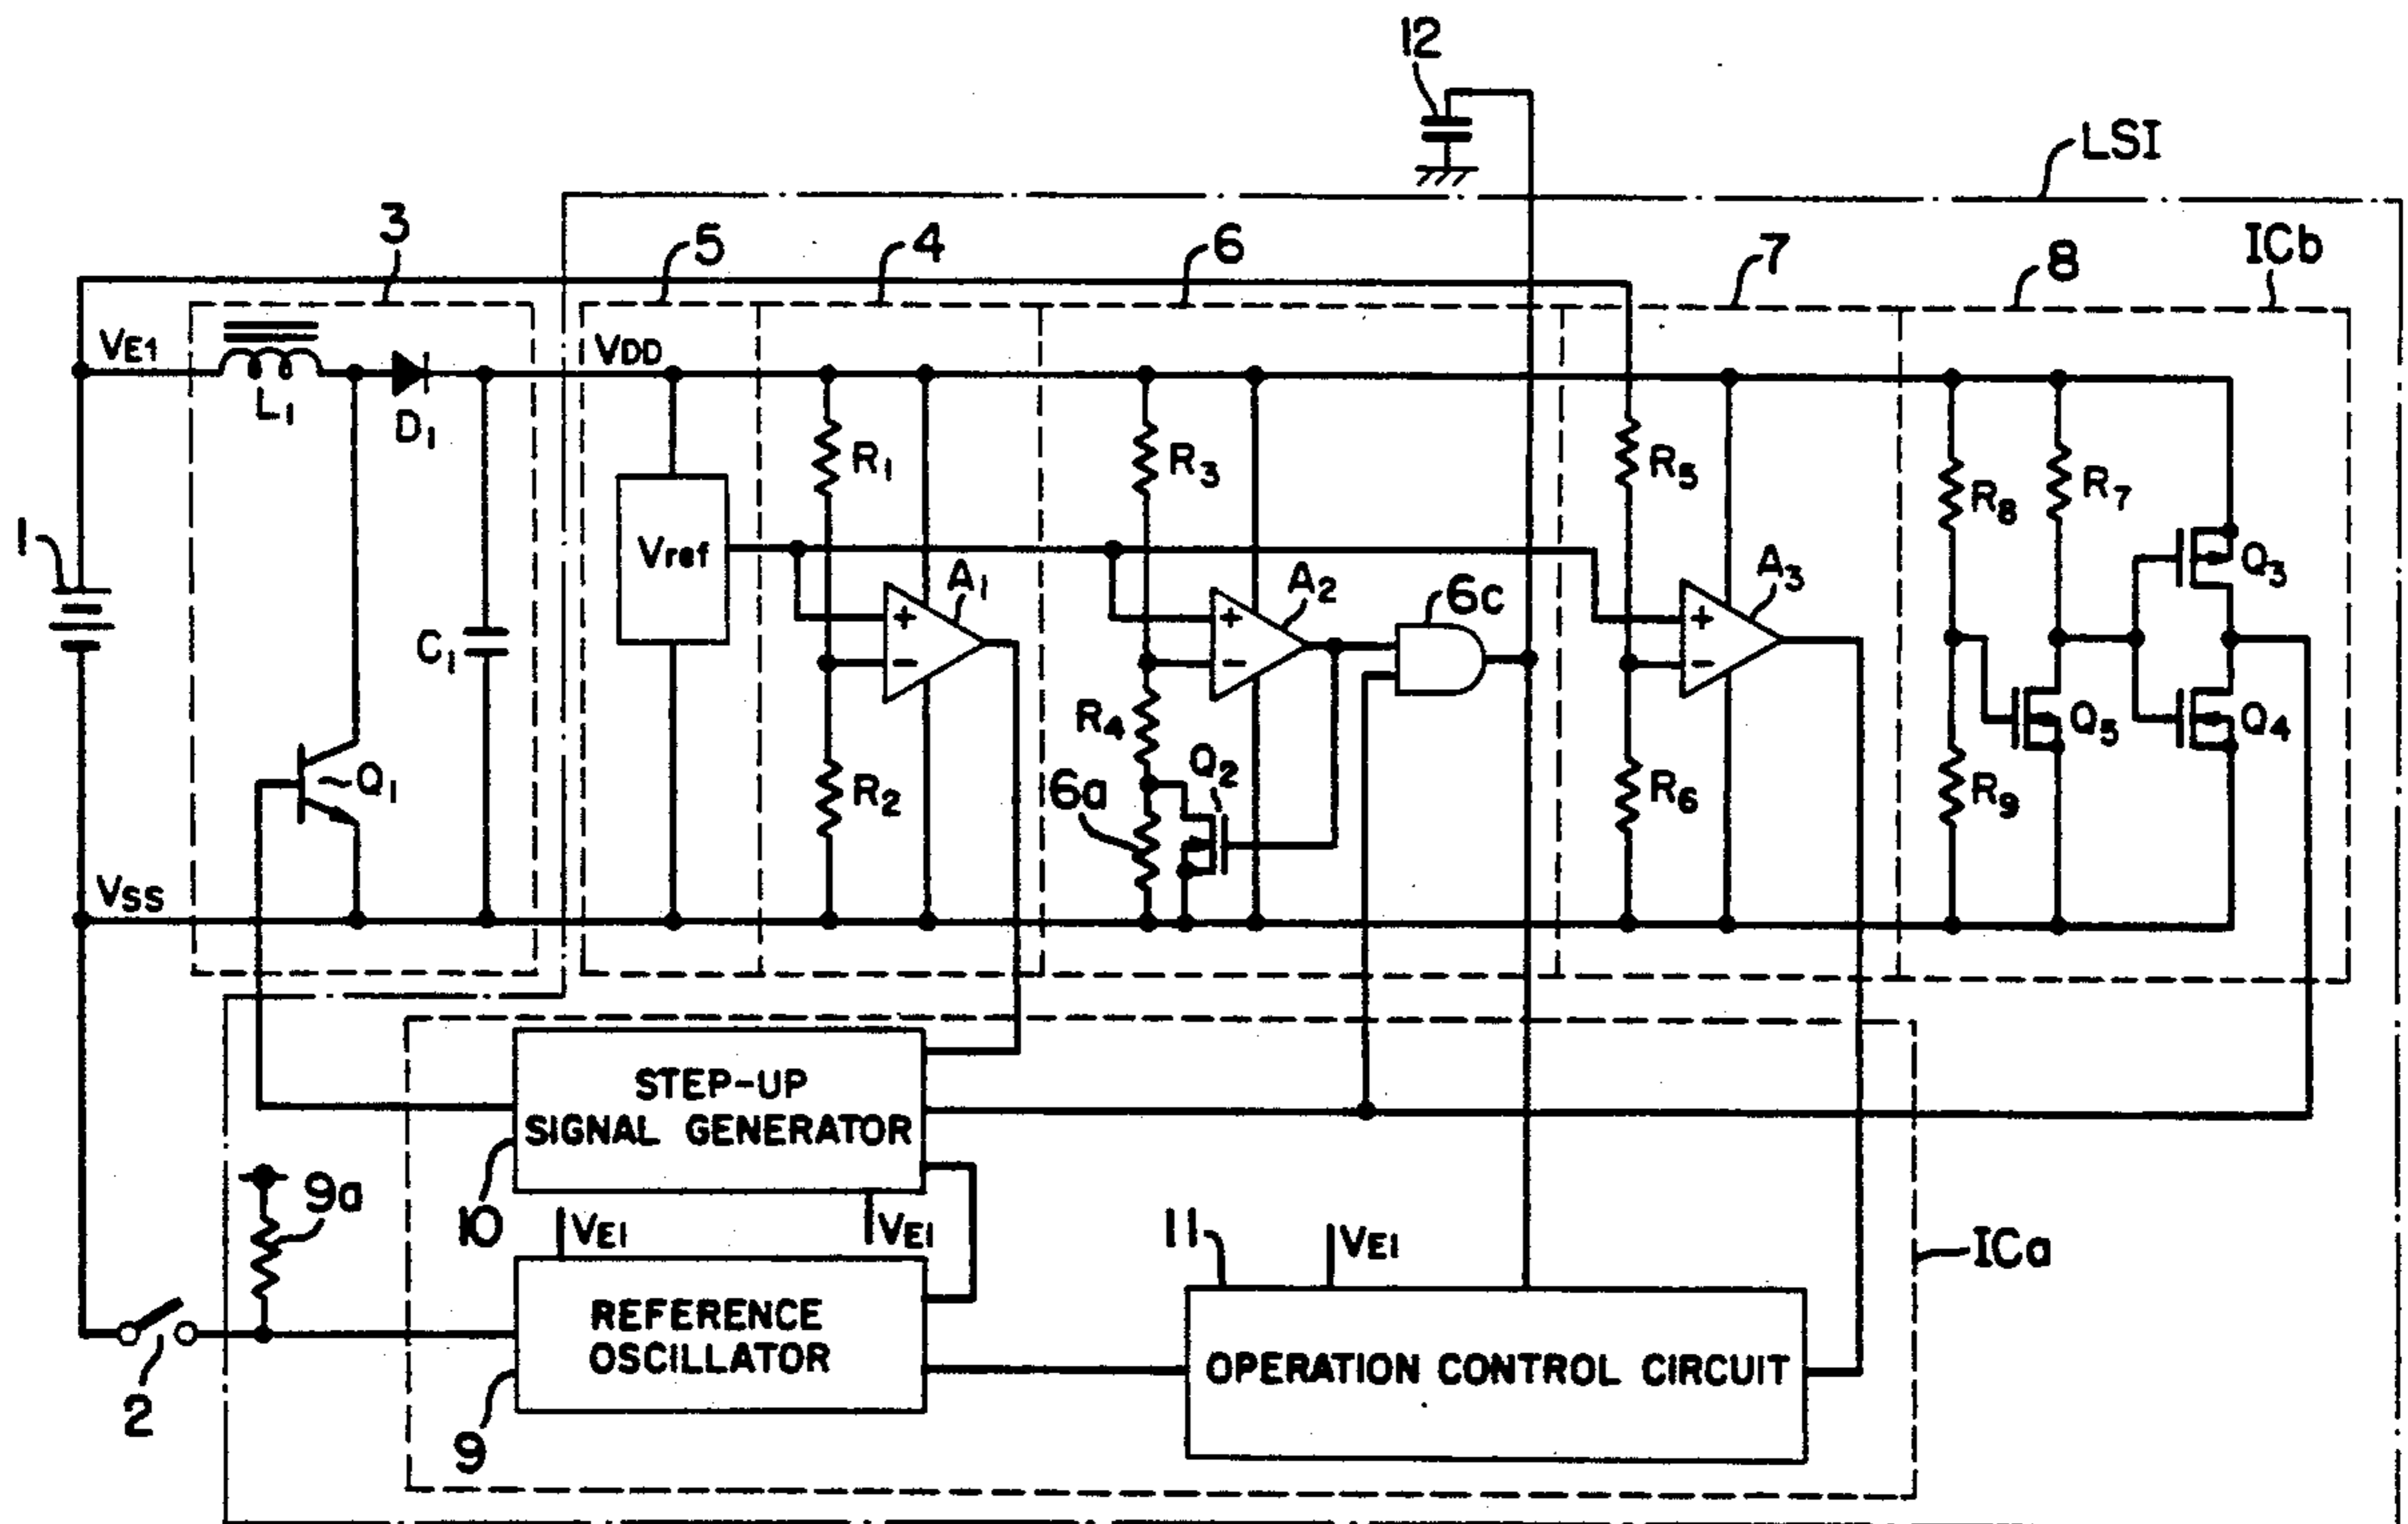 12
LSI
3
5
4
6
7
8
ICb
VE1
VDD
L1
D1
R1
R3
R5
R8
R7
1
Vref
A1
A2
6c
A3
Q3
+
+
+
C1
-
-
-
R4
Q5
Q4
Q1
R2
6a
Q2
R6
R9
VSS
STEP-UP
SIGNAL GENERATOR
9a
10
VE1
VE1
11
VE1
ICa
REFERENCE
OSCILLATOR
OPERATION CONTROL CIRCUIT
2
9